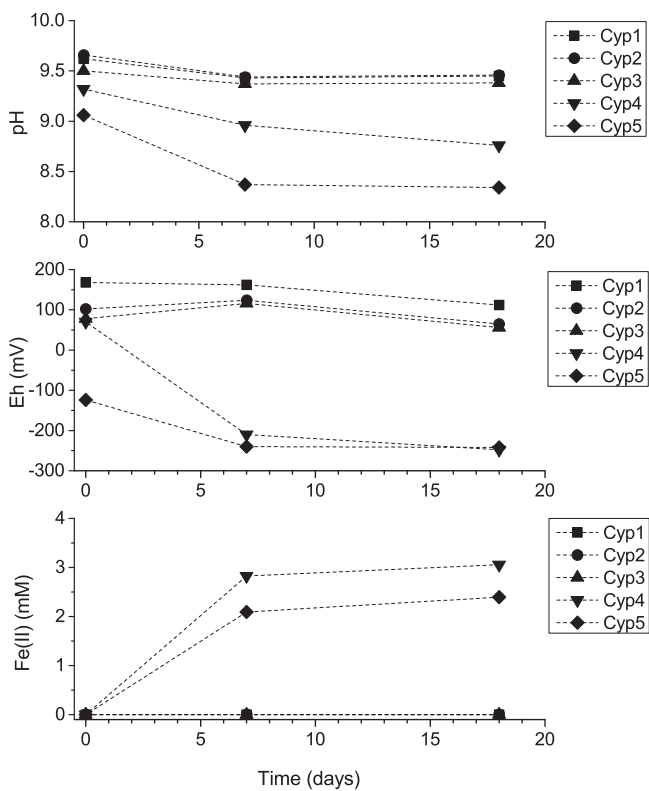 10.0
9.5
9.0
8.5
8.0
pH
0 5 10 15 20
Cyp1
Cyp2
Cyp3
Cyp4
Cyp5
200
100
0
-100
-200
-300
Eh (mV)
0 5 10 15 20
Cyp1
Cyp2
Cyp3
Cyp4
Cyp5
4
3
2
1
0
Fe(II) (mM)
0 5 10 15 20
Cyp1
Cyp2
Cyp3
Cyp4
Cyp5
Time (days)